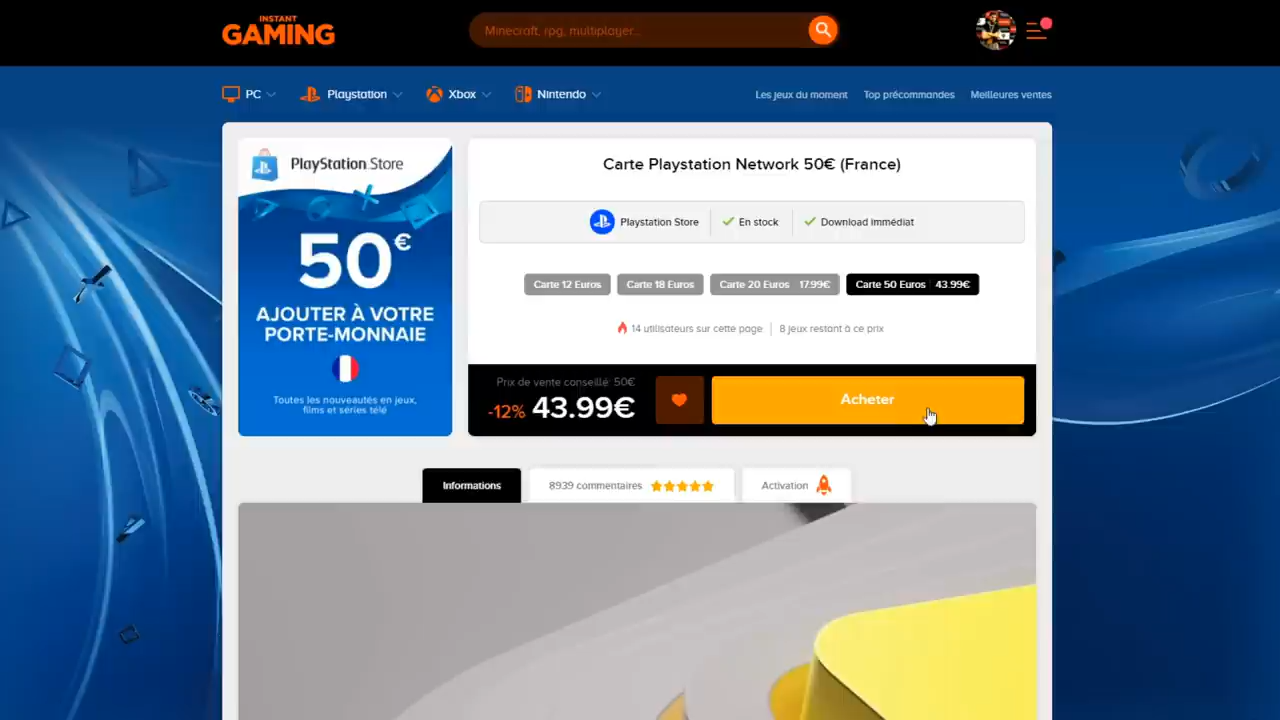 INSTANT
GAMING
Minecraft, rpg, multiplayer...
PC
Playstation
Xbox
Nintendo
Les jeux du moment
Top précommandes
Meilleures ventes
PlayStation Store
50€
AJOUTER À VOTRE
PORTE-MONNAIE
Toutes les nouveautés en jeux,
films et séries télé
Carte Playstation Network 50€ (France)
Playstation Store
En stock
Download immédiat
Carte 12 Euros
Carte 18 Euros
Carte 20 Euros 17.99€
Carte 50 Euros 43.99€
14 utilisateurs sur cette page
8 jeux restant à ce prix
Prix de vente conseillé: 50€
-12% 43.99€
Acheter
Informations
8939 commentaires
Activation